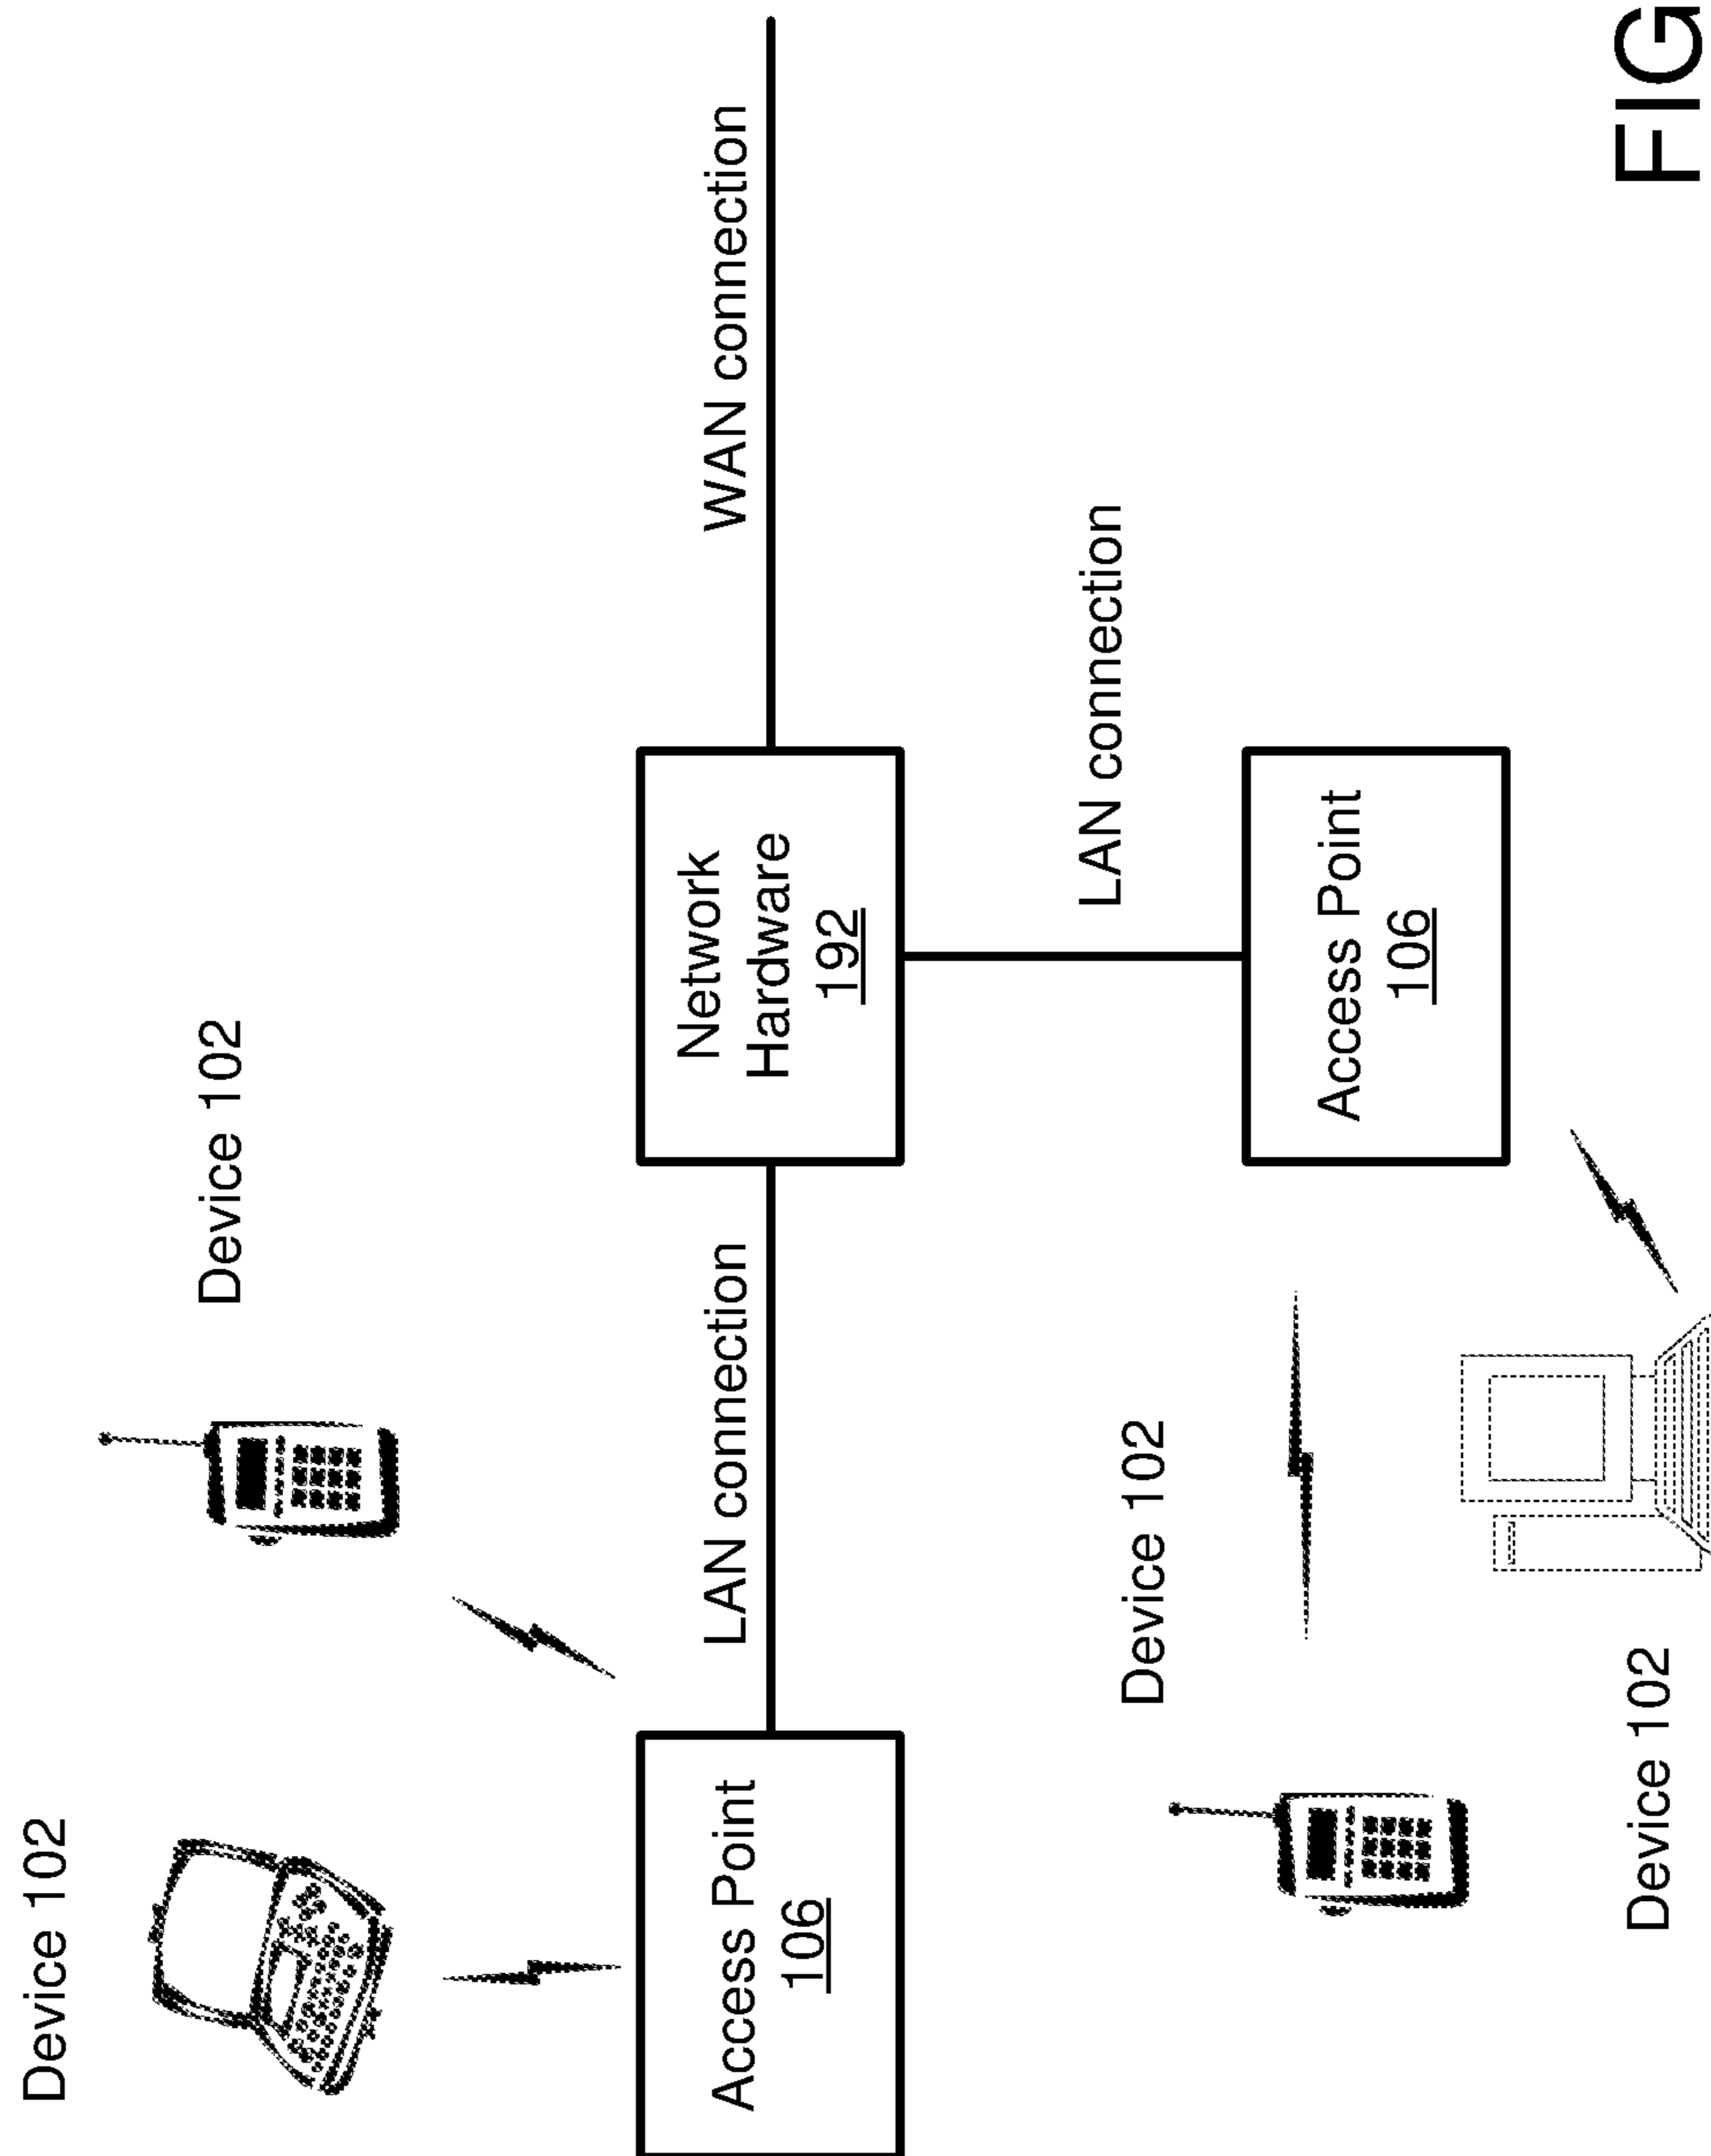 Device 102
Device 102
Access Point
106
LAN connection
Network
Hardware
192
WAN connection
LAN connection
Device 102
Access Point
106
Device 102
FIG